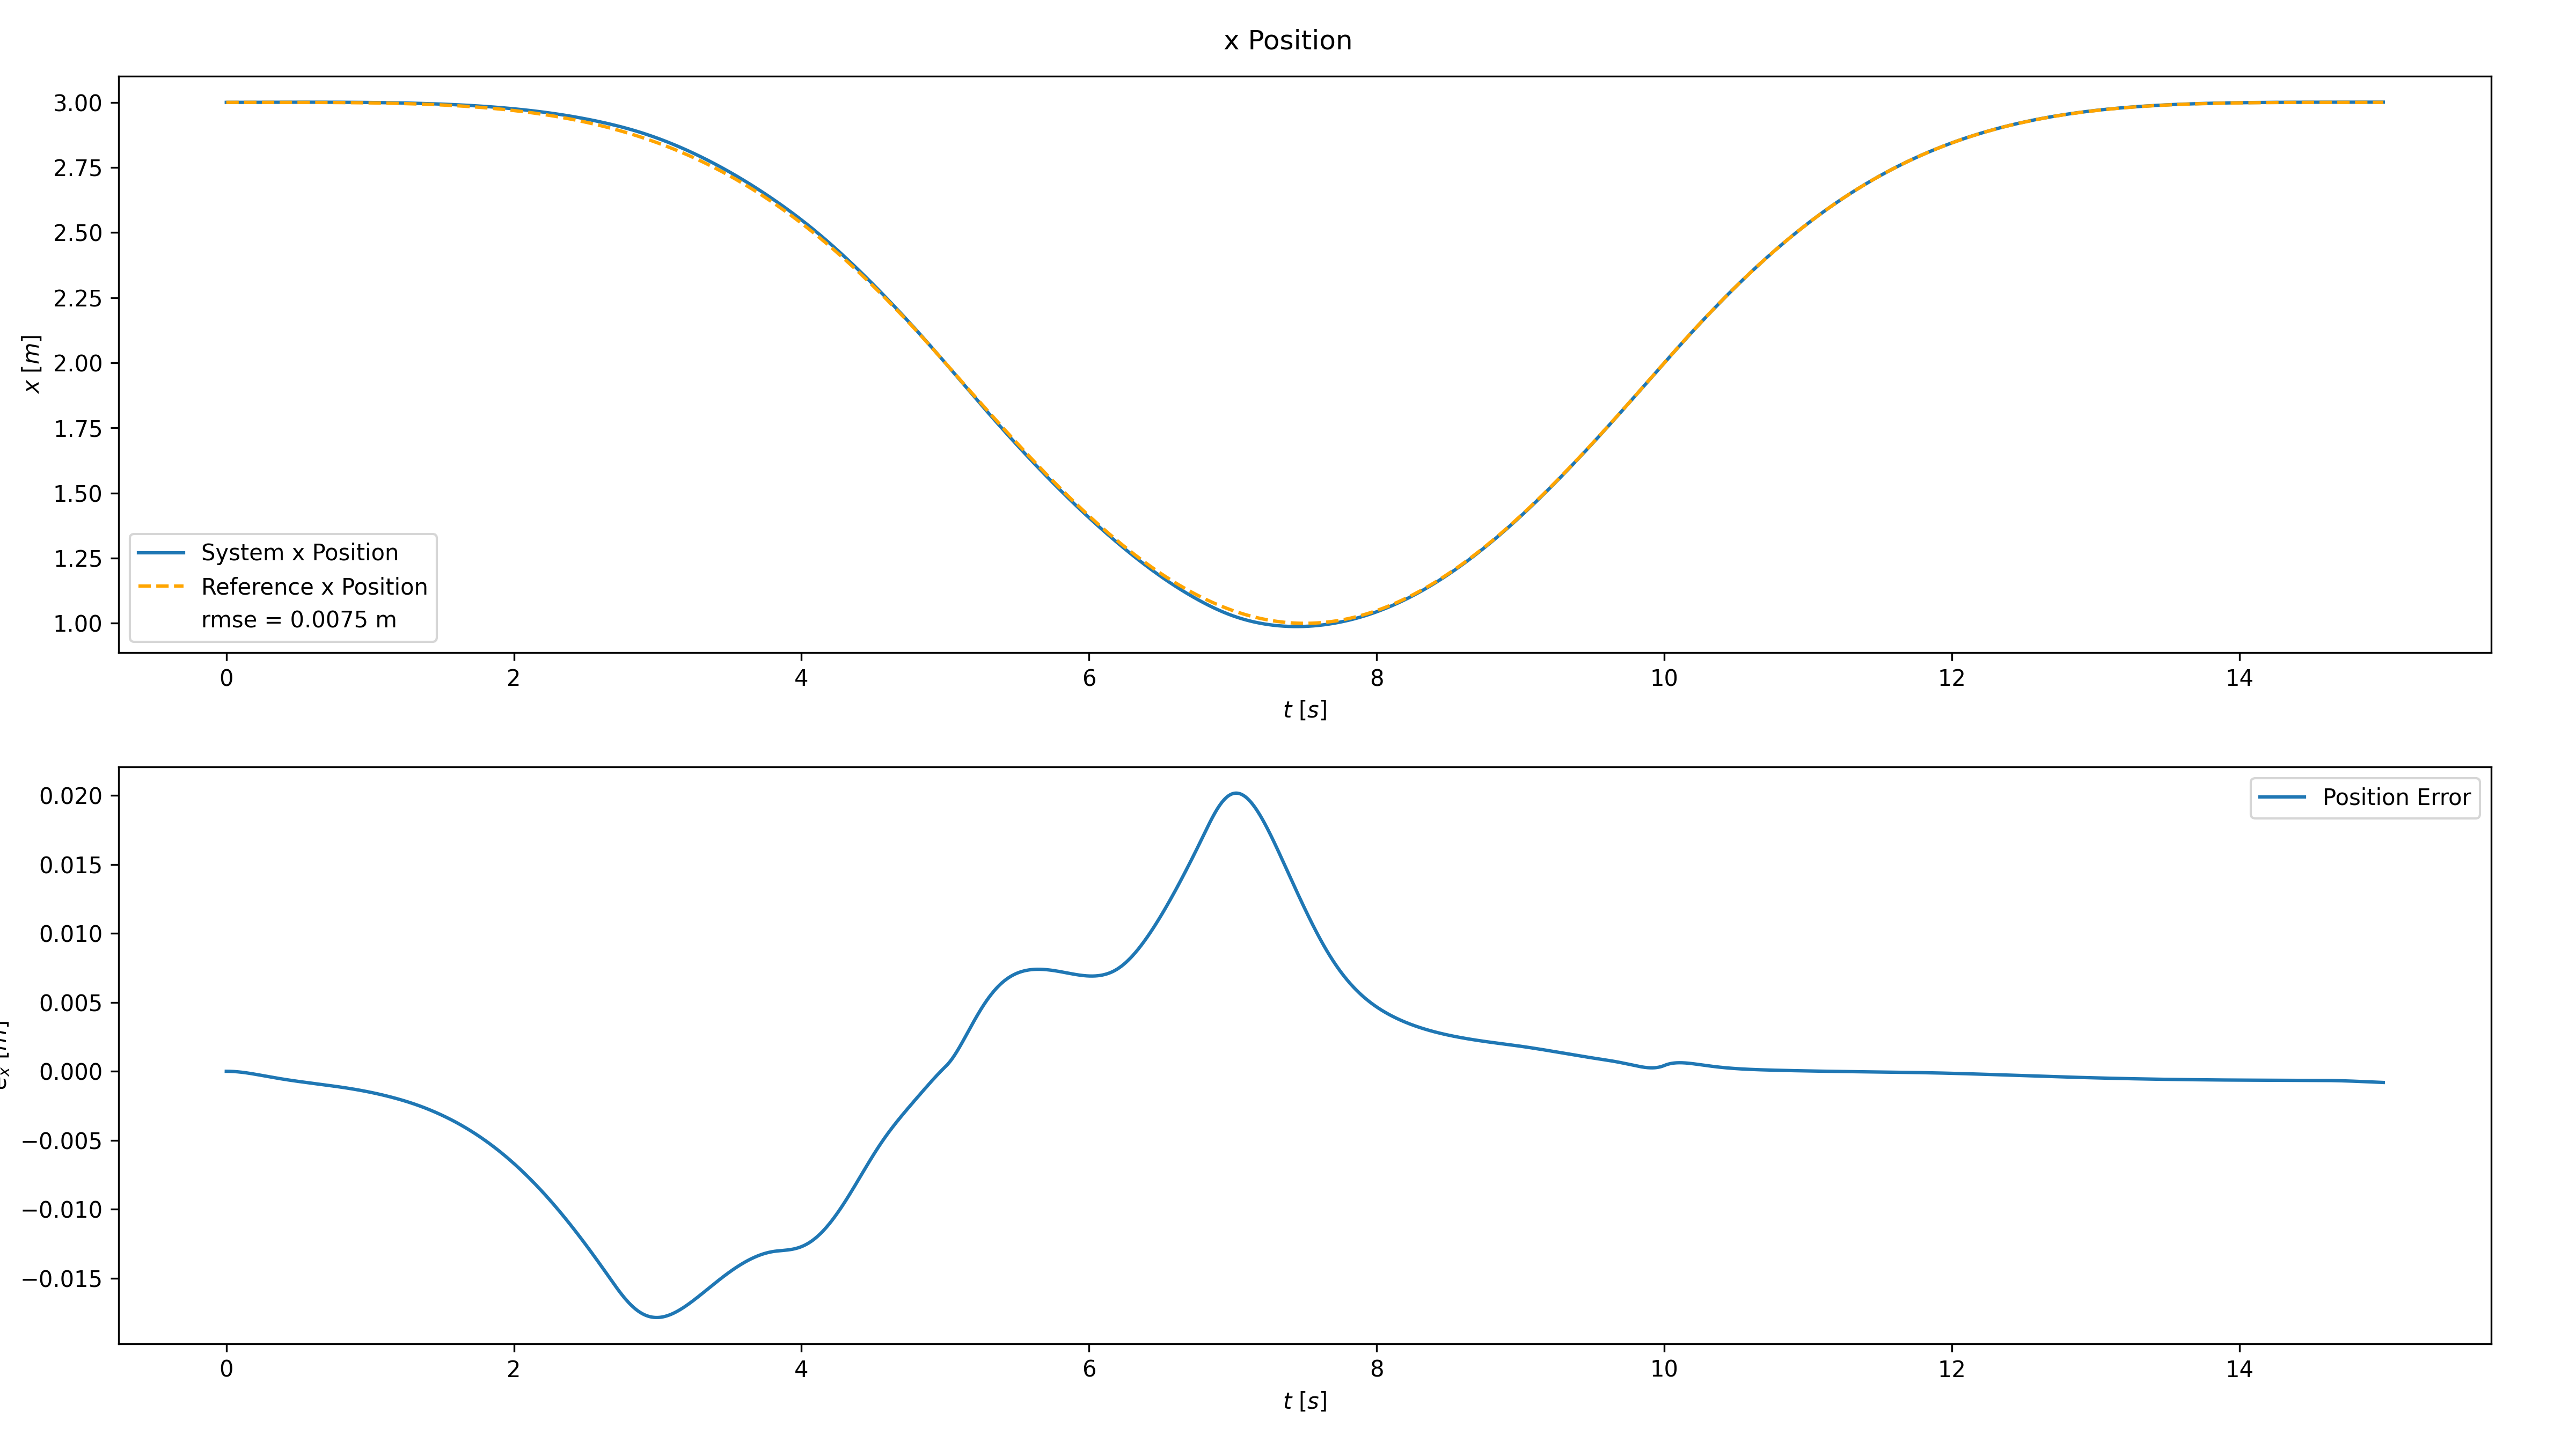 x Position
3.00
2.75
2.50
2.25
2.00
1.75
1.50
1.25
1.00
x [m]
System x Position
Reference x Position
rmse = 0.0075 m
0 2 4 6 8 10 12 14
t [s]
0.020
0.015
0.010
0.005
0.000
−0.005
−0.010
−0.015
Position Error
0 2 4 6 8 10 12 14
t [s]